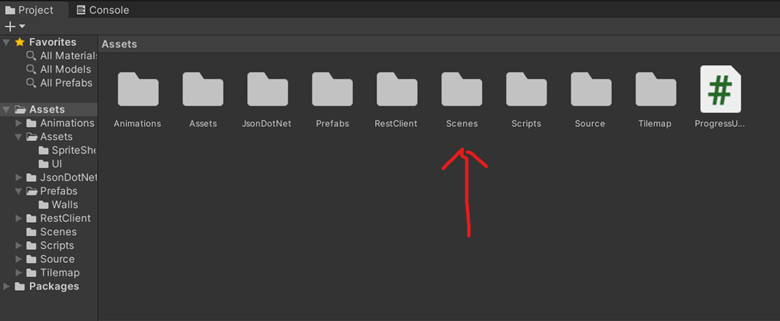 Project
Console
Favorites
All Materials
All Models
All Prefabs
Assets
Animations
Assets
SpriteShe
UI
JsonDotNet
Prefabs
Walls
RestClient
Scenes
Scripts
Source
Tilemap
Packages
Assets
Animations
Assets
JsonDotNet
Prefabs
RestClient
Scenes
Scripts
Source
Tilemap
ProgressU...
#